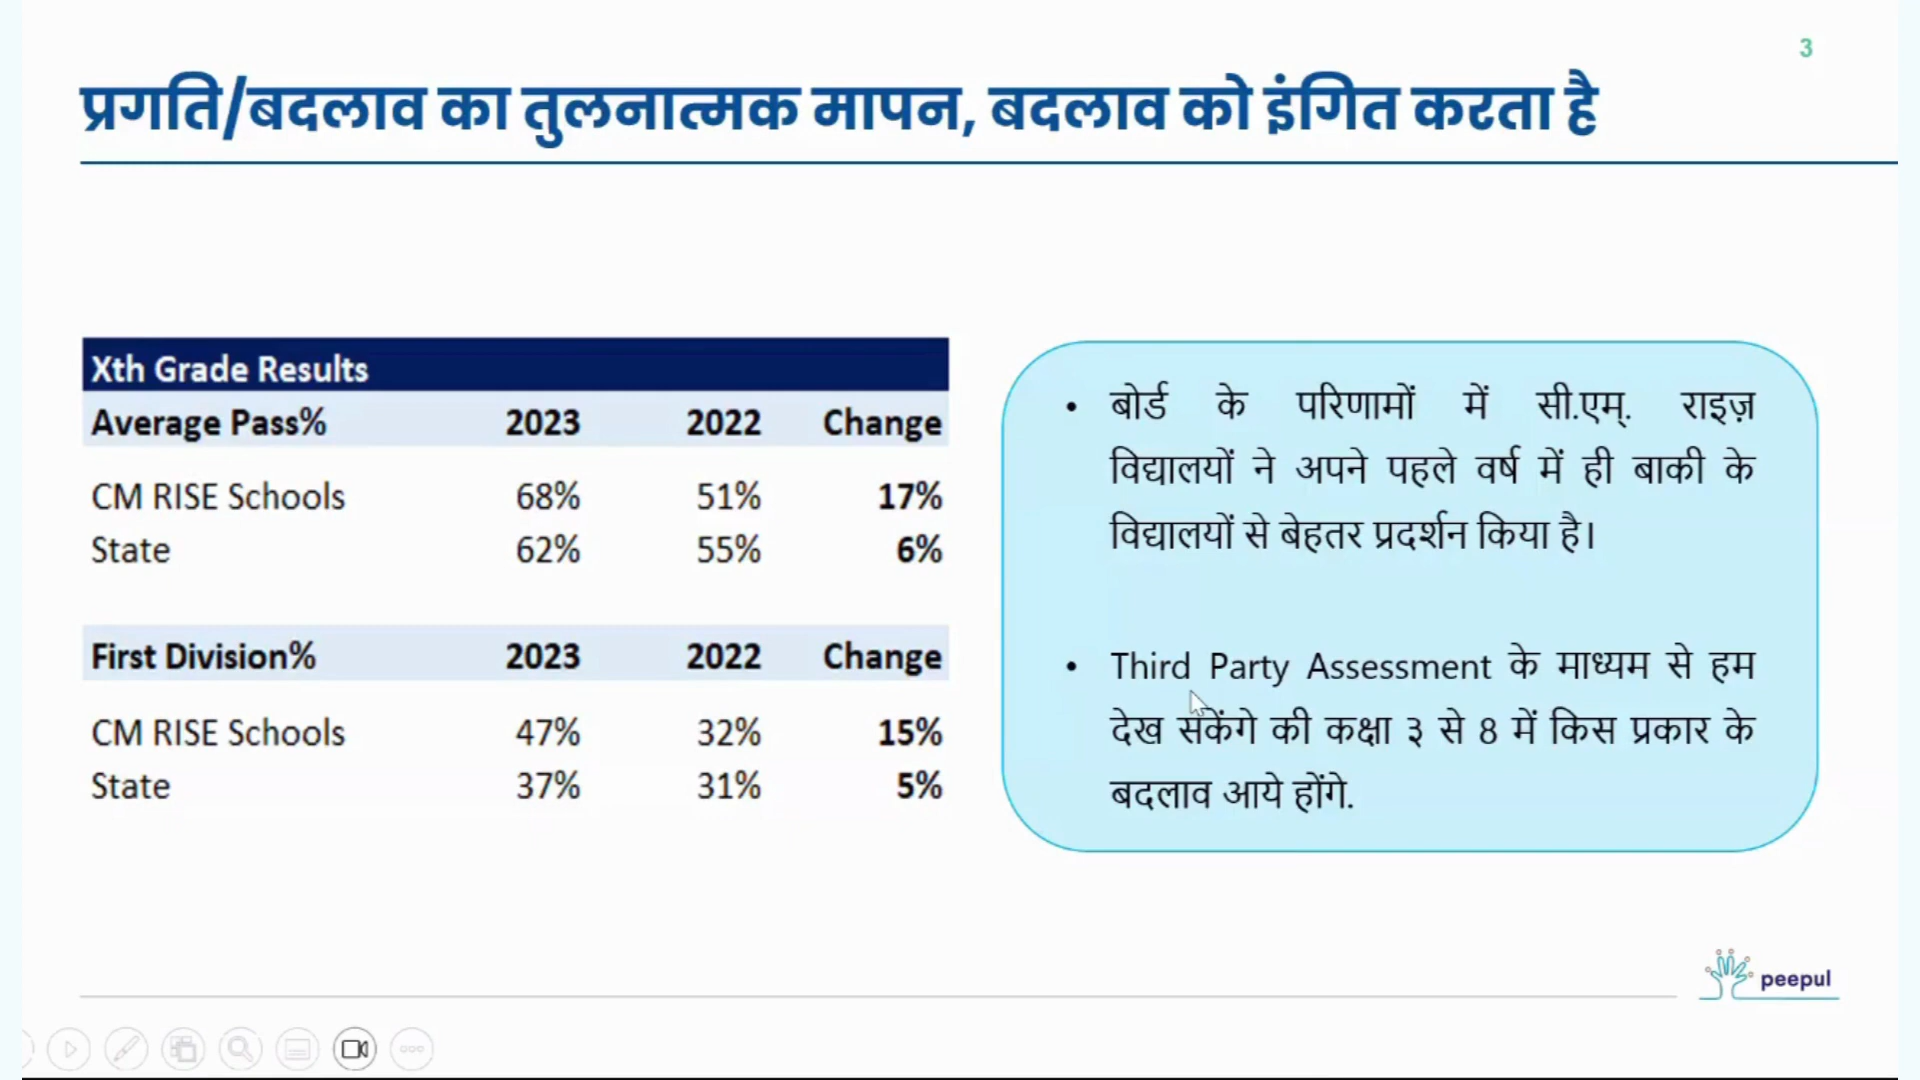 3
प्रगति/बदलाव का तुलनात्मक मापन, बदलाव को इंगित करता है
Xth Grade Results
Average Pass% 2023 2022 Change
CM RISE Schools 68% 51% 17%
State 62% 55% 6%
First Division% 2023 2022 Change
CM RISE Schools 47% 32% 15%
State 37% 31% 5%
• बोर्ड के परिणामों में सी.एम्. राइज़
विद्यालयों ने अपने पहले वर्ष में ही बाकी के
विद्यालयों से बेहतर प्रदर्शन किया है।
• Third Party Assessment के माध्यम से हम
देख सकेंगे की कक्षा ३ से 8 में किस प्रकार के
बदलाव आये होंगे.
peepul